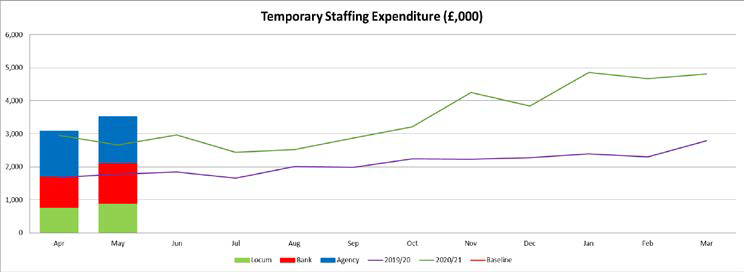 Temporary Staffing Expenditure (£,000)
6,000
5,000
4,000
3,000
2,000
1,000
0
Apr May Jun Jul Aug Sep Oct Nov Dec Jan Feb Mar
Locum Bank Agency 2019/20 2020/21 Baseline